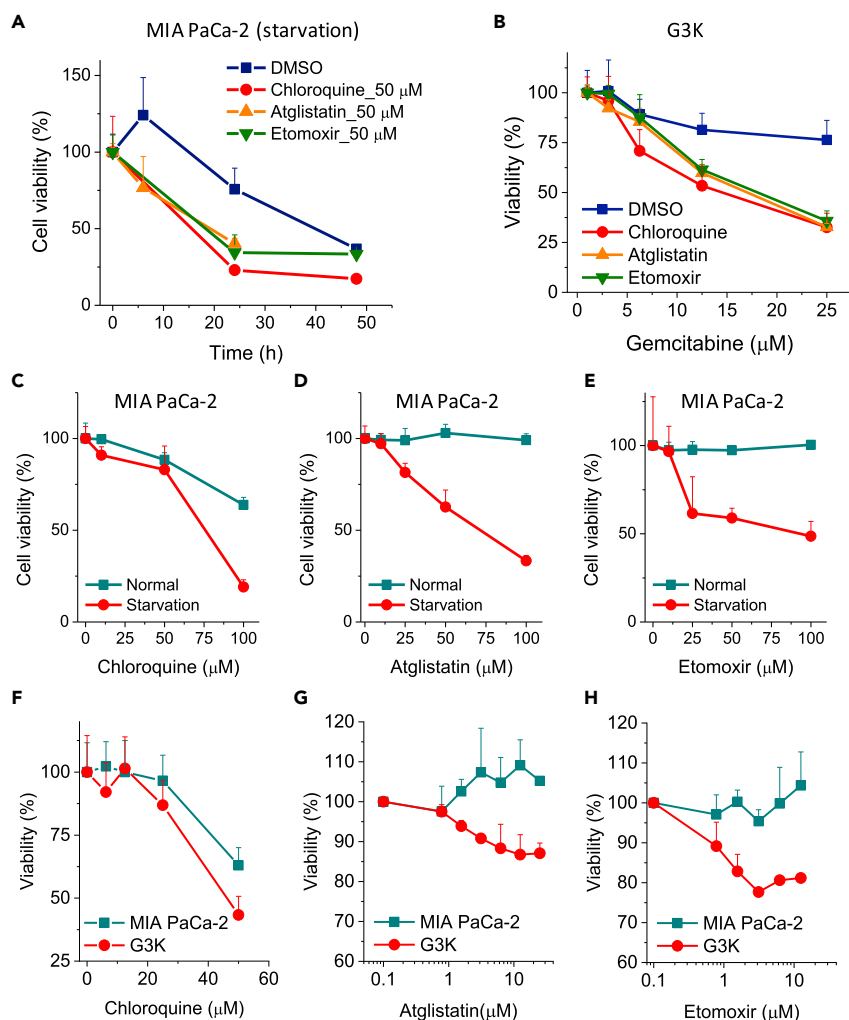 A
MIA PaCa-2 (starvation)
Cell viability (%)
150
100
50
0
DMSO
Chloroquine_50 μM
Atglistatin_50 μM
Etomoxir_50 μM
0 10 20 30 40 50
Time (h)
B
G3K
Viability (%)
100
75
50
25
0
DMSO
Chloroquine
Atglistatin
Etomoxir
0 5 10 15 20 25
Gemcitabine (μM)
C
MIA PaCa-2
Cell viability (%)
100
50
0
Normal
Starvation
0 25 50 75 100
Chloroquine (μM)
D
MIA PaCa-2
Cell viability (%)
100
50
0
Normal
Starvation
0 25 50 75 100
Atglistatin (μM)
E
MIA PaCa-2
Cell viability (%)
100
50
0
Normal
Starvation
0 25 50 75 100
Etomoxir (μM)
F
Viability (%)
100
75
50
25
MIA PaCa-2
G3K
0 20 40 60
Chloroquine
(μM)
G
Viability (%)
120
110
100
90
80
70
60
MIA PaCa-2
G3K
0.1 1 10
Atglistatin(μM)
H
Viability (%)
120
110
100
90
80
70
60
MIA PaCa-2
G3K
0.1 1 10
Etomoxir (μM)